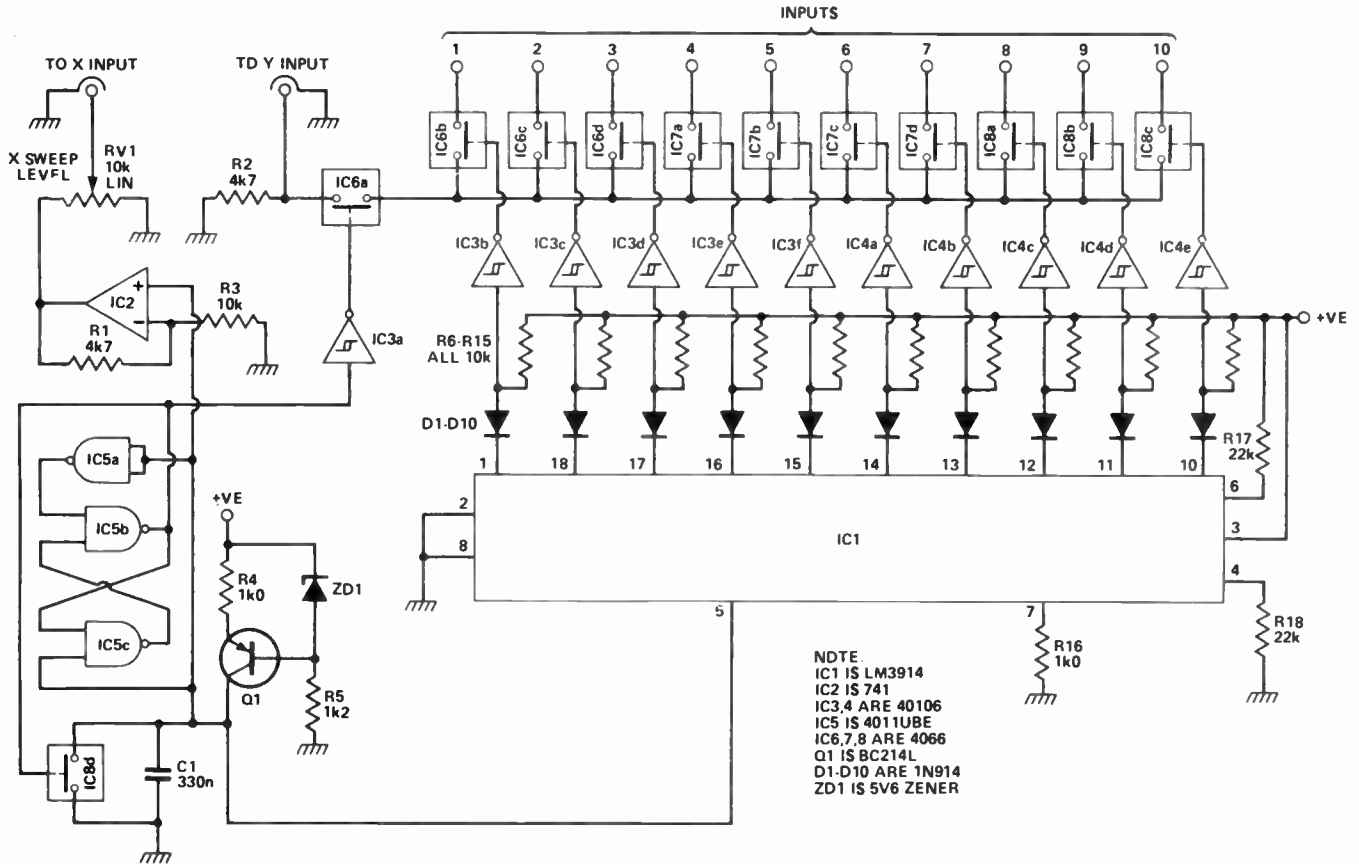 INPUTS
1 2 3 4 5 6 7 8 9 10
TO X INPUT
TD Y INPUT
IC6b IC6c IC6d IC7a IC7b IC7c IC7d IC8a IC8b IC8c
X SWEEP
LEVEL
RV1
10k
LIN
R2
4k7
IC6a
IC3b IC3c IC3d IC3e IC3f IC4a IC4b IC4c IC4d IC4e
+
IC2
−
R3
10k
R1
4k7
IC3a
R6-R15
ALL 10k
+VE
D1-D10
R17
22k
1 18 17 16 15 14 13 12 11 10
IC5a
IC5b
IC5c
+VE
R4
1k0
ZD1
Q1
R5
1k2
2
8
IC1
6
3
4
5
7
R16
1k0
R18
22k
IC8d
C1
330n
NDTE.
IC1 IS LM3914
IC2 IS 741
IC3,4 ARE 40106
IC5 IS 4011UBE
IC6,7,8 ARE 4066
Q1 IS BC214L
D1-D10 ARE 1N914
ZD1 IS 5V6 ZENER